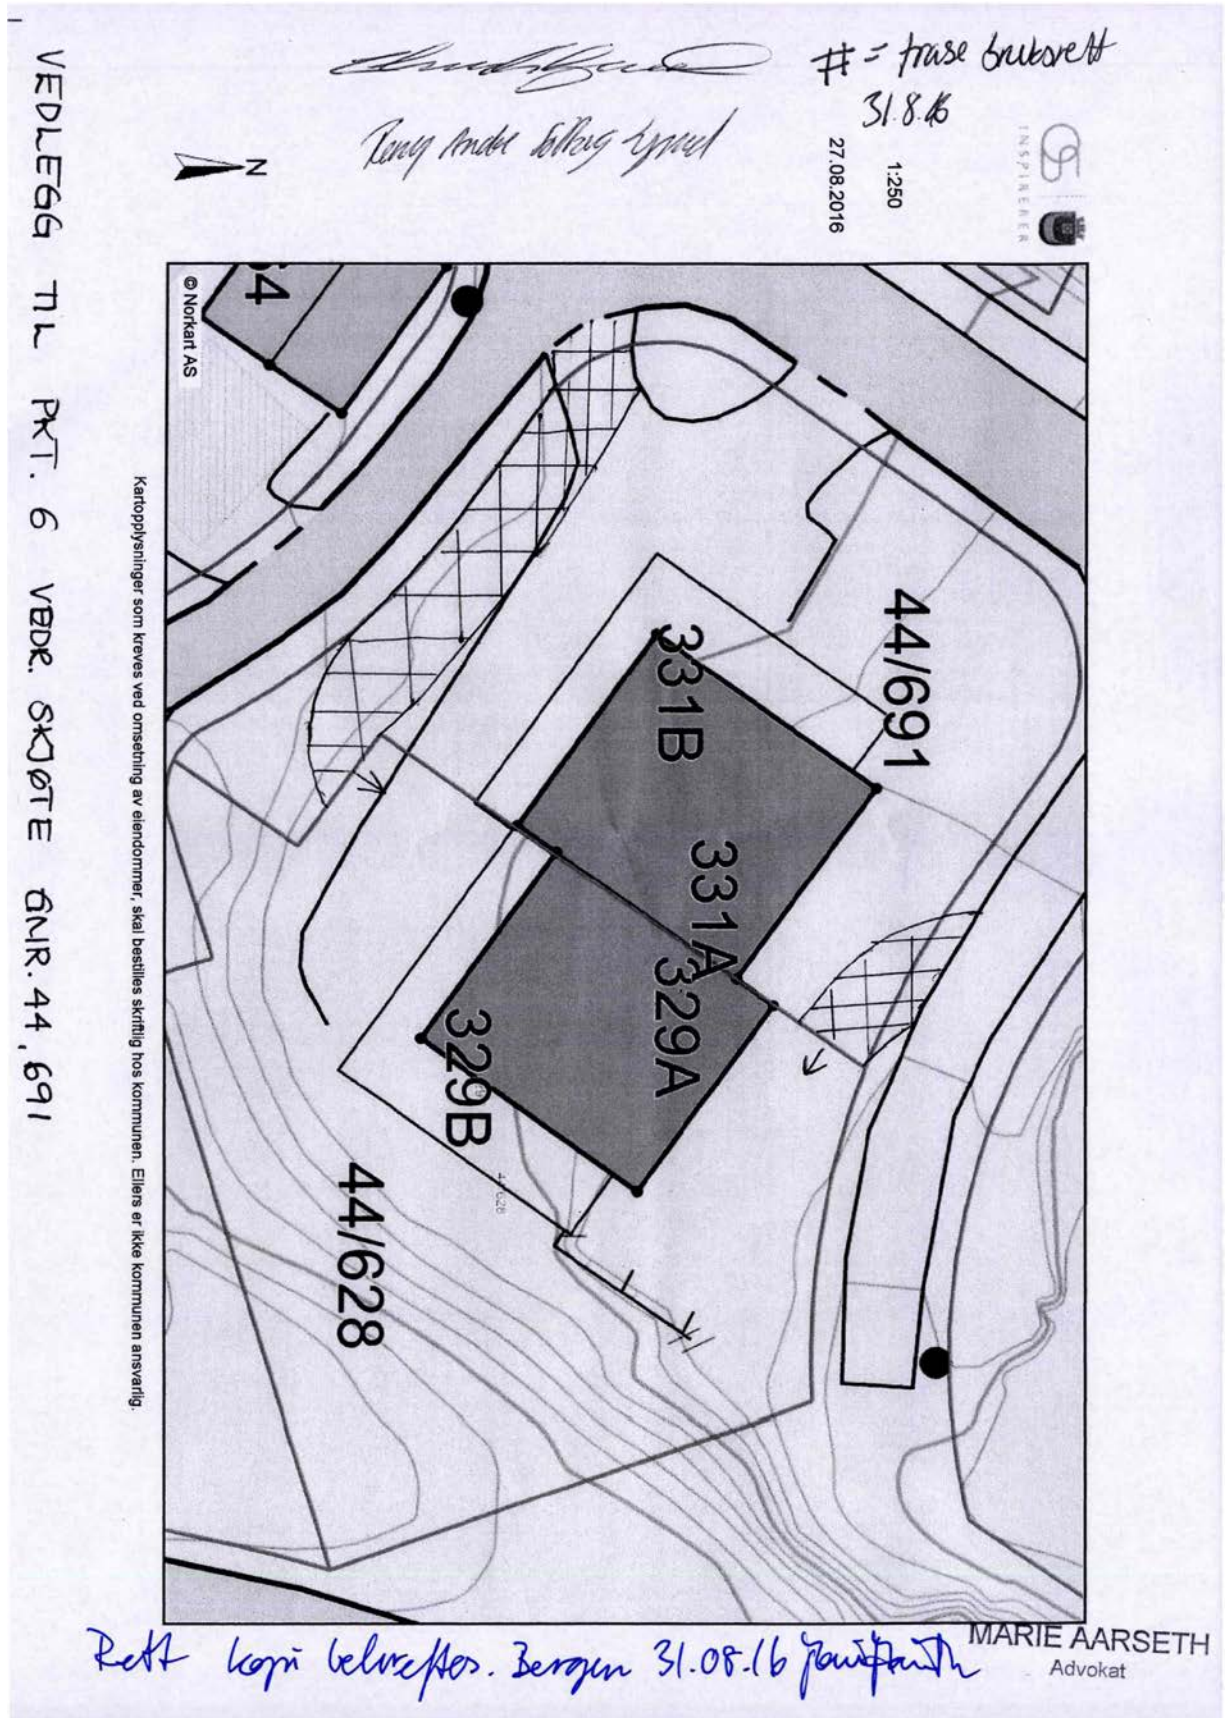 # = trase bruksrett
31.8.16
OS
INSPIRERER
1:250
27.08.2016
N
VEDLEGG TIL PKT. 6 VEDR. SKJØTE GNR. 44, 691
© Norkart AS
54
44/691
331B
331A
329A
329B
44/628
Kartopplysninger som kreves ved omsetning av eiendommer, skal bestilles skriftlig hos kommunen. Ellers er ikke kommunen ansvarlig.
Rett kopi bekreftes. Bergen 31.08.16
MARIE AARSETH
Advokat